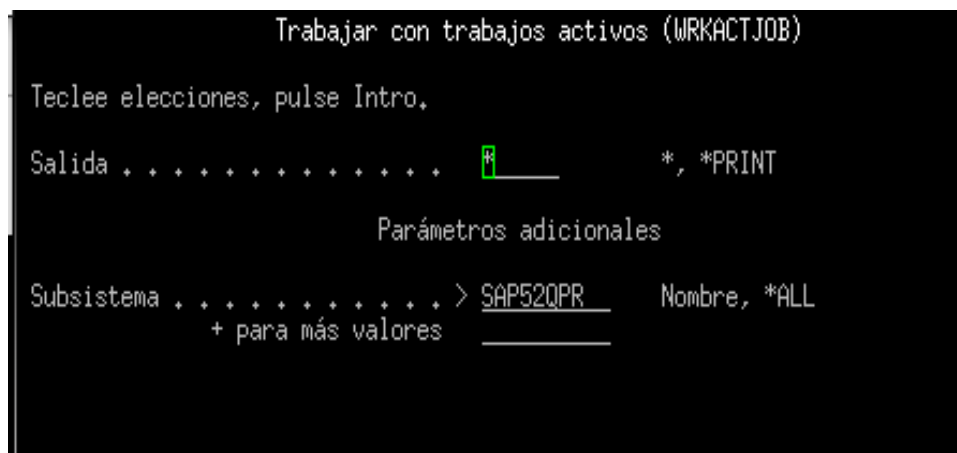 Trabajar con trabajos activos (WRKACTJOB)
Teclee elecciones, pulse Intro.
Salida . . . . . . . . . . . . . * *, *PRINT
Parámetros adicionales
Subsistema . . . . . . . . . . . > SAP52QPR Nombre, *ALL
+ para más valores